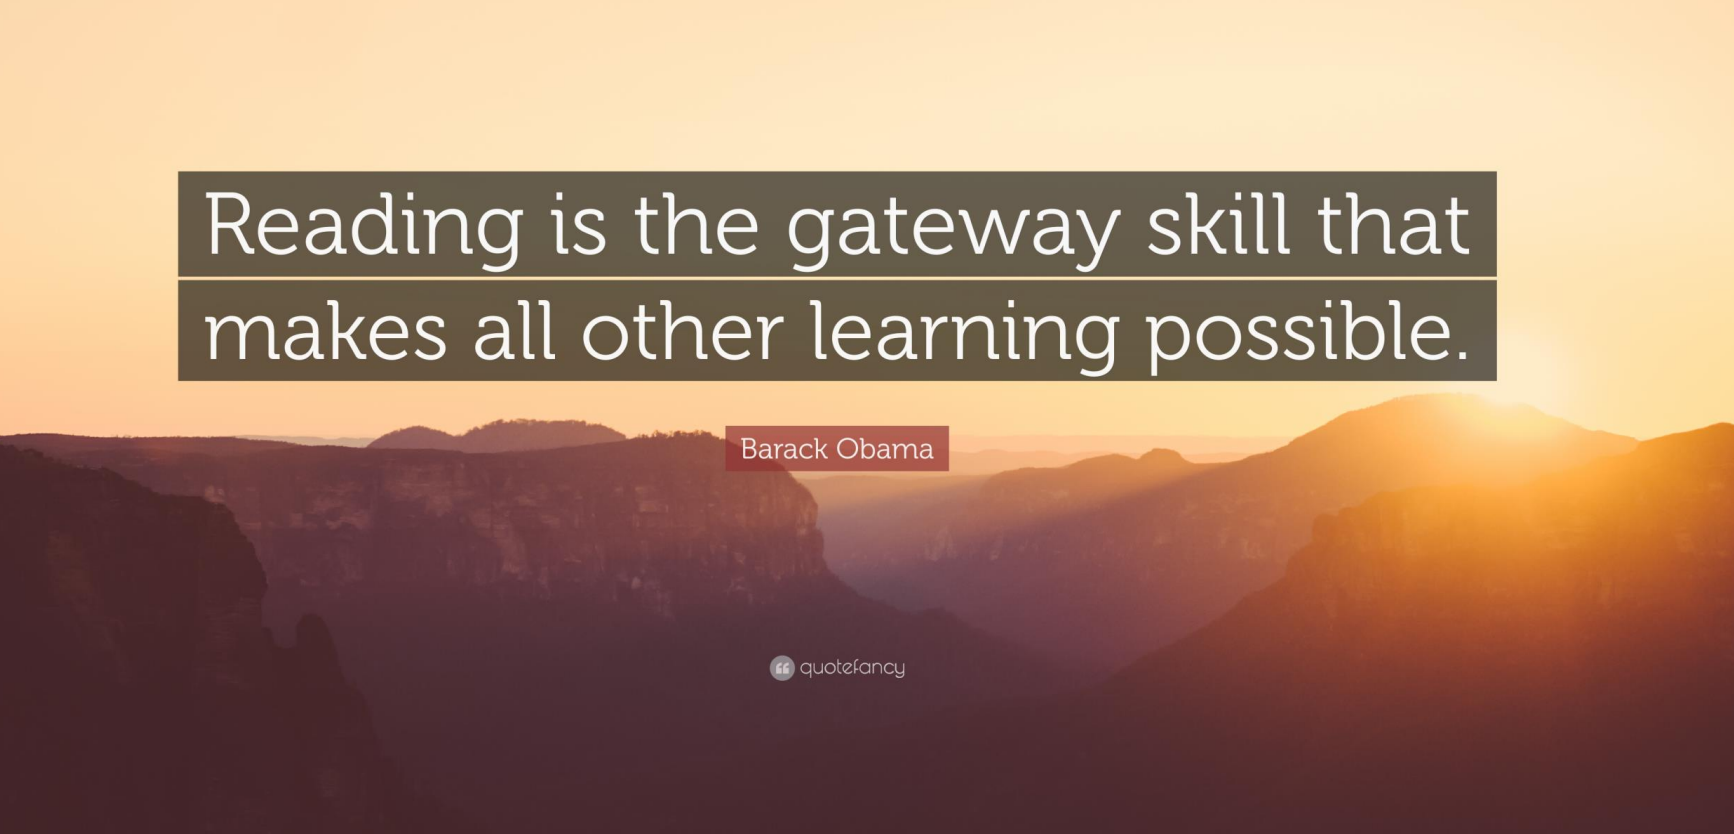 Reading is the gateway skill that
makes all other learning possible.
Barack Obama
quotefancy